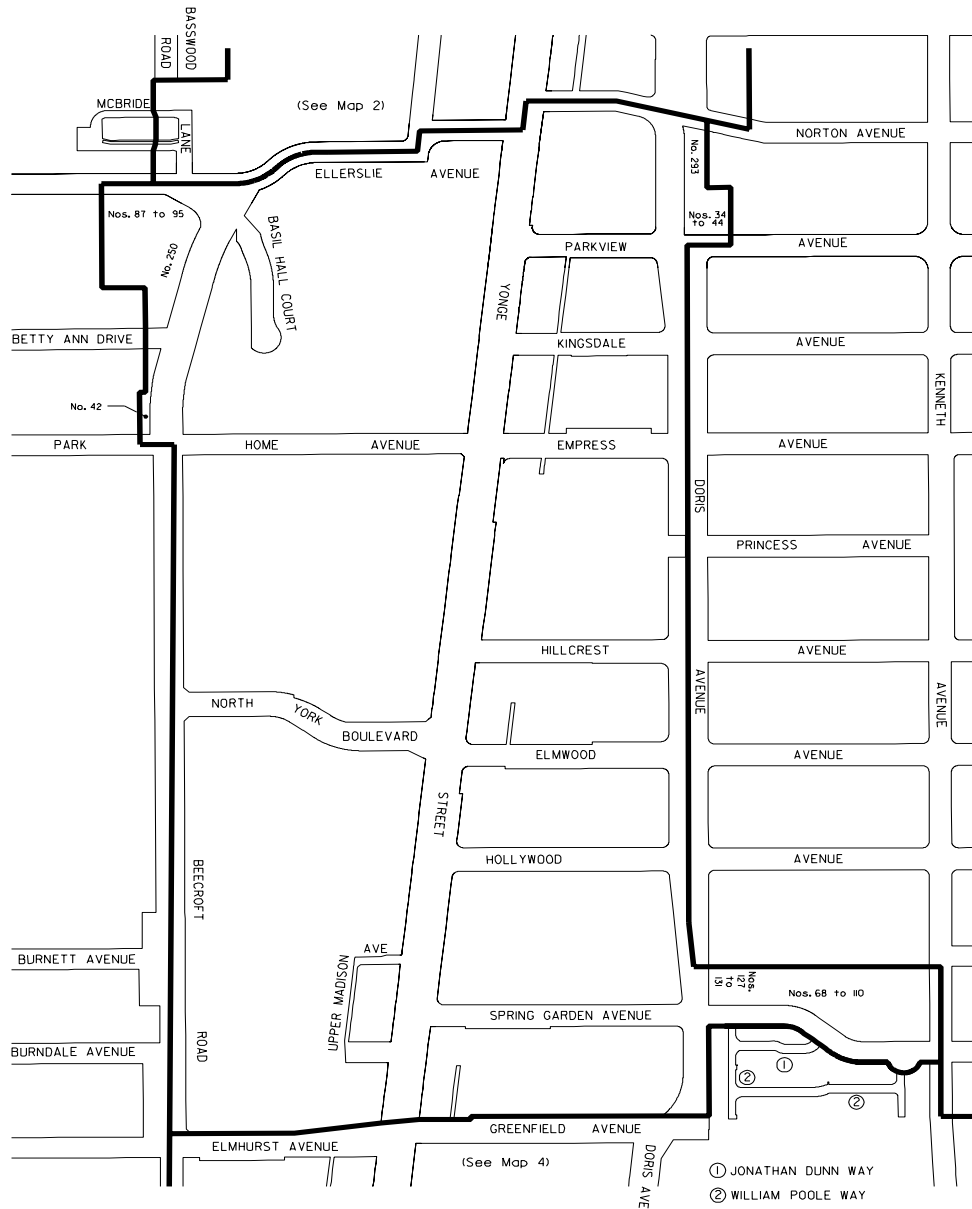 BASSWOOD
ROAD
MCBRIDE
LANE
(See Map 2)
NORTON AVENUE
ELLERSLIE AVENUE
No. 293
Nos. 87 to 95
Nos. 34
to 44
No. 250
BASIL HALL COURT
PARKVIEW AVENUE
YONGE
BETTY ANN DRIVE
KINGSDALE AVENUE
KENNETH
No. 42
PARK HOME AVENUE
EMPRESS AVENUE
DORIS
PRINCESS AVENUE
HILLCREST AVENUE
AVENUE
AVENUE
NORTH YORK BOULEVARD
ELMWOOD AVENUE
STREET
HOLLYWOOD AVENUE
BEECROFT
AVE
UPPER MADISON
BURNETT AVENUE
Nos.
127
to
131
Nos. 68 to 110
SPRING GARDEN AVENUE
ROAD
BURNDALE AVENUE
1
2
2
GREENFIELD AVENUE
ELMHURST AVENUE
(See Map 4)
DORIS AVE
1 JONATHAN DUNN WAY
2 WILLIAM POOLE WAY